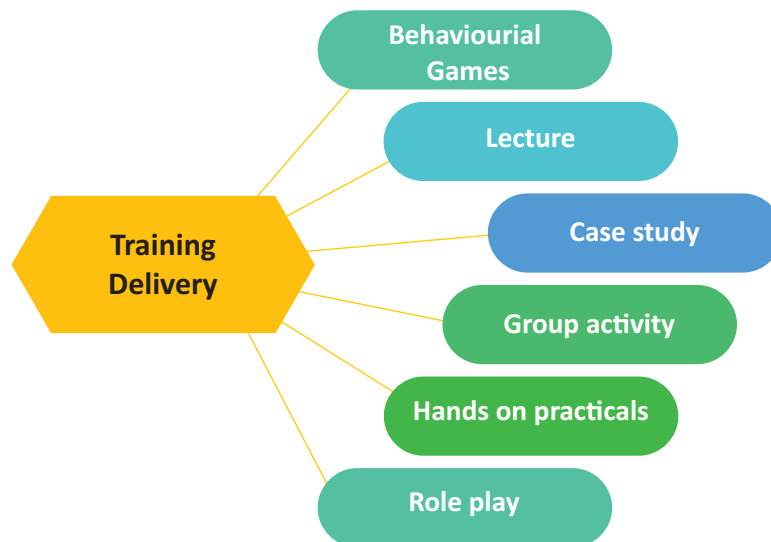 Behaviourial
Games
Lecture
Case study
Training
Delivery
Group activity
Hands on practicals
Role play